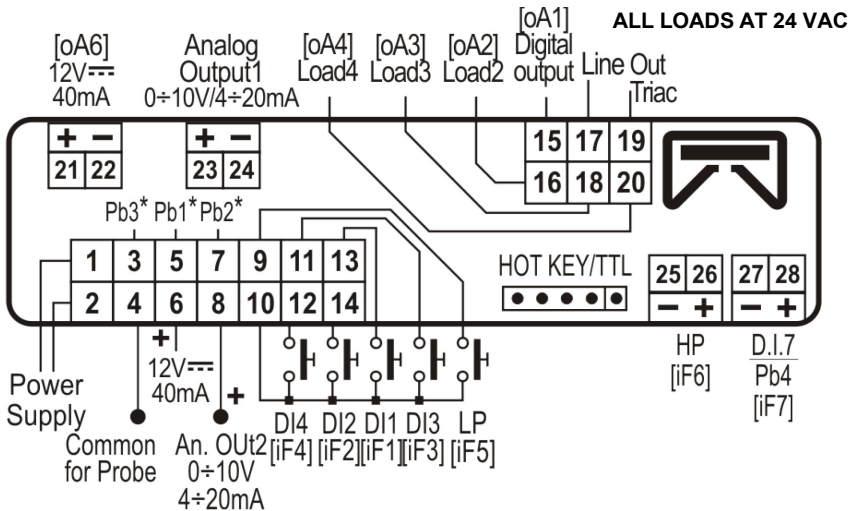 ALL LOADS AT 24 VAC
[oA6]
12V
40mA
Analog
Output1
0÷10V/4÷20mA
[oA4]
Load4
[oA3]
Load3
[oA2]
Load2
[oA1]
Digital
output
Line Out
Triac
+ −
21 22
+ −
23 24
15 17 19
16 18 20
Pb3* Pb1* Pb2*
1 3 5 7 9 11 13
2 4 6 8 10 12 14
HOT KEY/TTL
25 26
− +
27 28
− +
HP
[iF6]
D.I.7
Pb4
[iF7]
Power
Supply
+
12V
40mA
+
Common
for Probe
An. OUt2
0÷10V
4÷20mA
DI4
[iF4]
DI2
[iF2]
DI1
[iF1]
DI3
[iF3]
LP
[iF5]